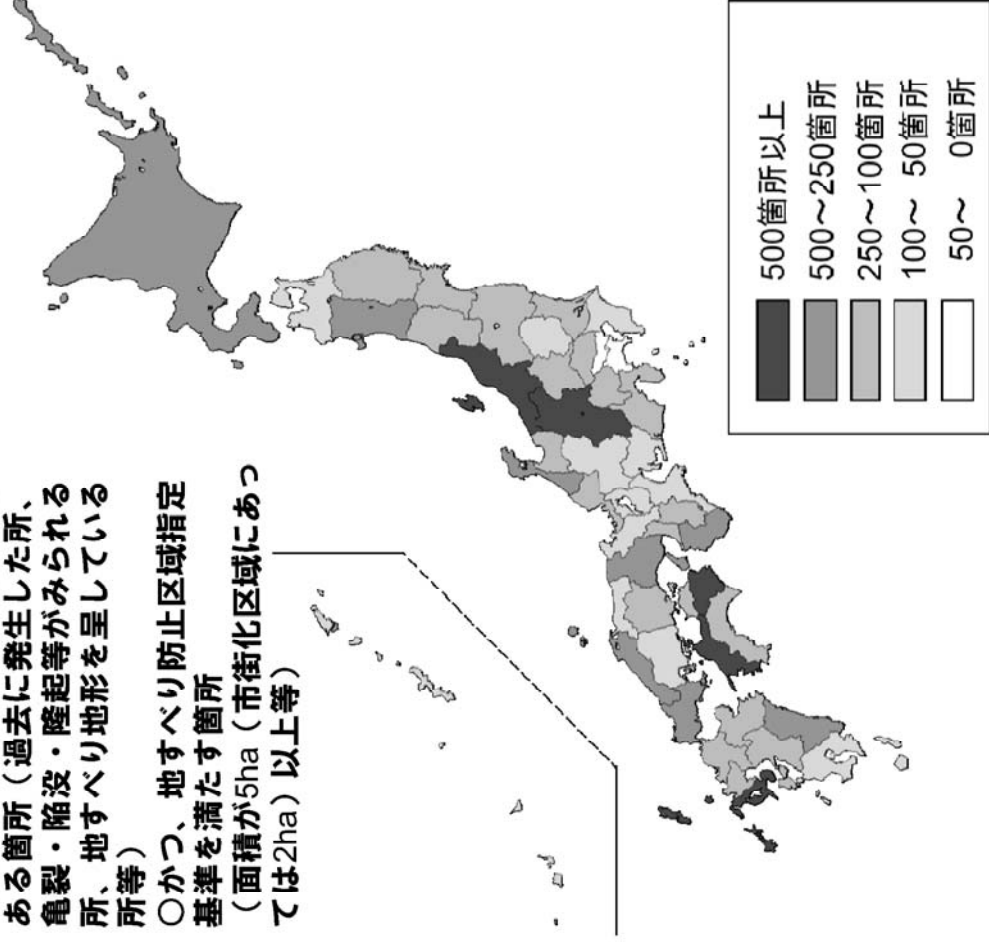 ある箇所（過去に発生した所、
亀裂・陥没・隆起等がみられる
所、地すべり地形を呈している
所等）
○かつ、地すべり防止区域指定
基準を満たす箇所
（面積が5ha（市街化区域にあっ
ては2ha）以上等）
500箇所以上
500～250箇所
250～100箇所
100～ 50箇所
50～ 0箇所